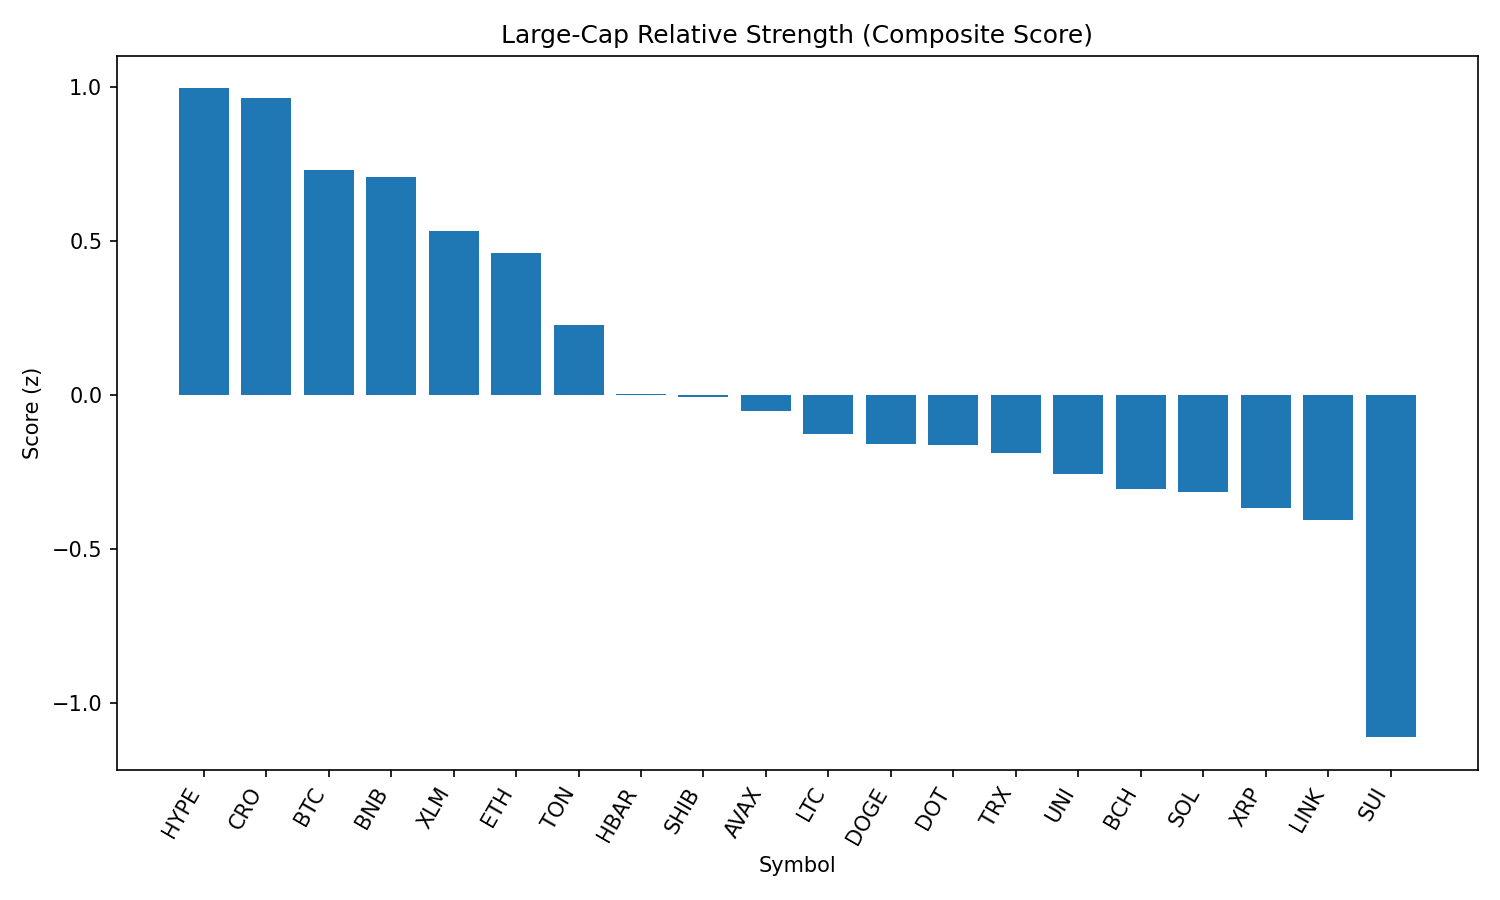 Large-Cap Relative Strength (Composite Score)
1.0
0.5
0.0
−0.5
−1.0
Score (z)
HYPE
CRO
BTC
BNB
XLM
ETH
TON
HBAR
SHIB
AVAX
LTC
DOGE
DOT
TRX
UNI
BCH
SOL
XRP
LINK
SUI
Symbol